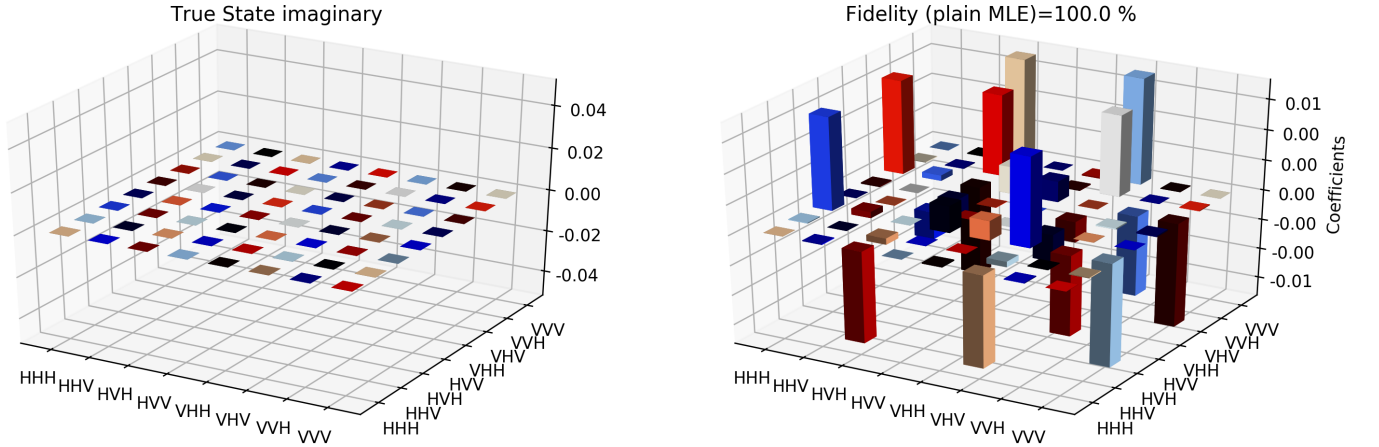 True State imaginary
0.04
0.02
0.00
-0.02
-0.04
HHH
HHV
HVH
HVV
VHH
VHV
VVH
VVV
HHH
HHV
HVH
HVV
VHH
VHV
VVH
VVV
Fidelity (plain MLE)=100.0 %
0.01
0.00
0.00
0.00
-0.00
-0.00
-0.01
Coefficients
HHH
HHV
HVH
HVV
VHH
VHV
VVH
VVV
HHH
HHV
HVH
HVV
VHH
VHV
VVH
VVV